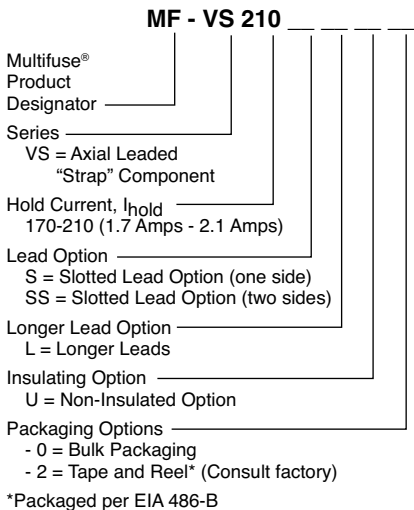 MF - VS 210 __ __ __ __
Multifuse®
Product
Designator
Series
VS = Axial Leaded
“Strap” Component
Hold Current, Ihold
170-210 (1.7 Amps - 2.1 Amps)
Lead Option
S = Slotted Lead Option (one side)
SS = Slotted Lead Option (two sides)
Longer Lead Option
L = Longer Leads
Insulating Option
U = Non-Insulated Option
Packaging Options
- 0 = Bulk Packaging
- 2 = Tape and Reel* (Consult factory)
*Packaged per EIA 486-B